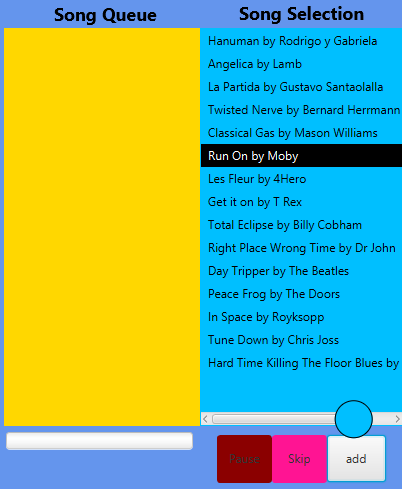 Song Queue
Song Selection
Hanuman by Rodrigo y Gabriela
Angelica by Lamb
La Partida by Gustavo Santaolalla
Twisted Nerve by Bernard Herrmann
Classical Gas by Mason Williams
Run On by Moby
Les Fleur by 4Hero
Get it on by T Rex
Total Eclipse by Billy Cobham
Right Place Wrong Time by Dr John
Day Tripper by The Beatles
Peace Frog by The Doors
In Space by Royksopp
Tune Down by Chris Joss
Hard Time Killing The Floor Blues by
Pause
Skip
add